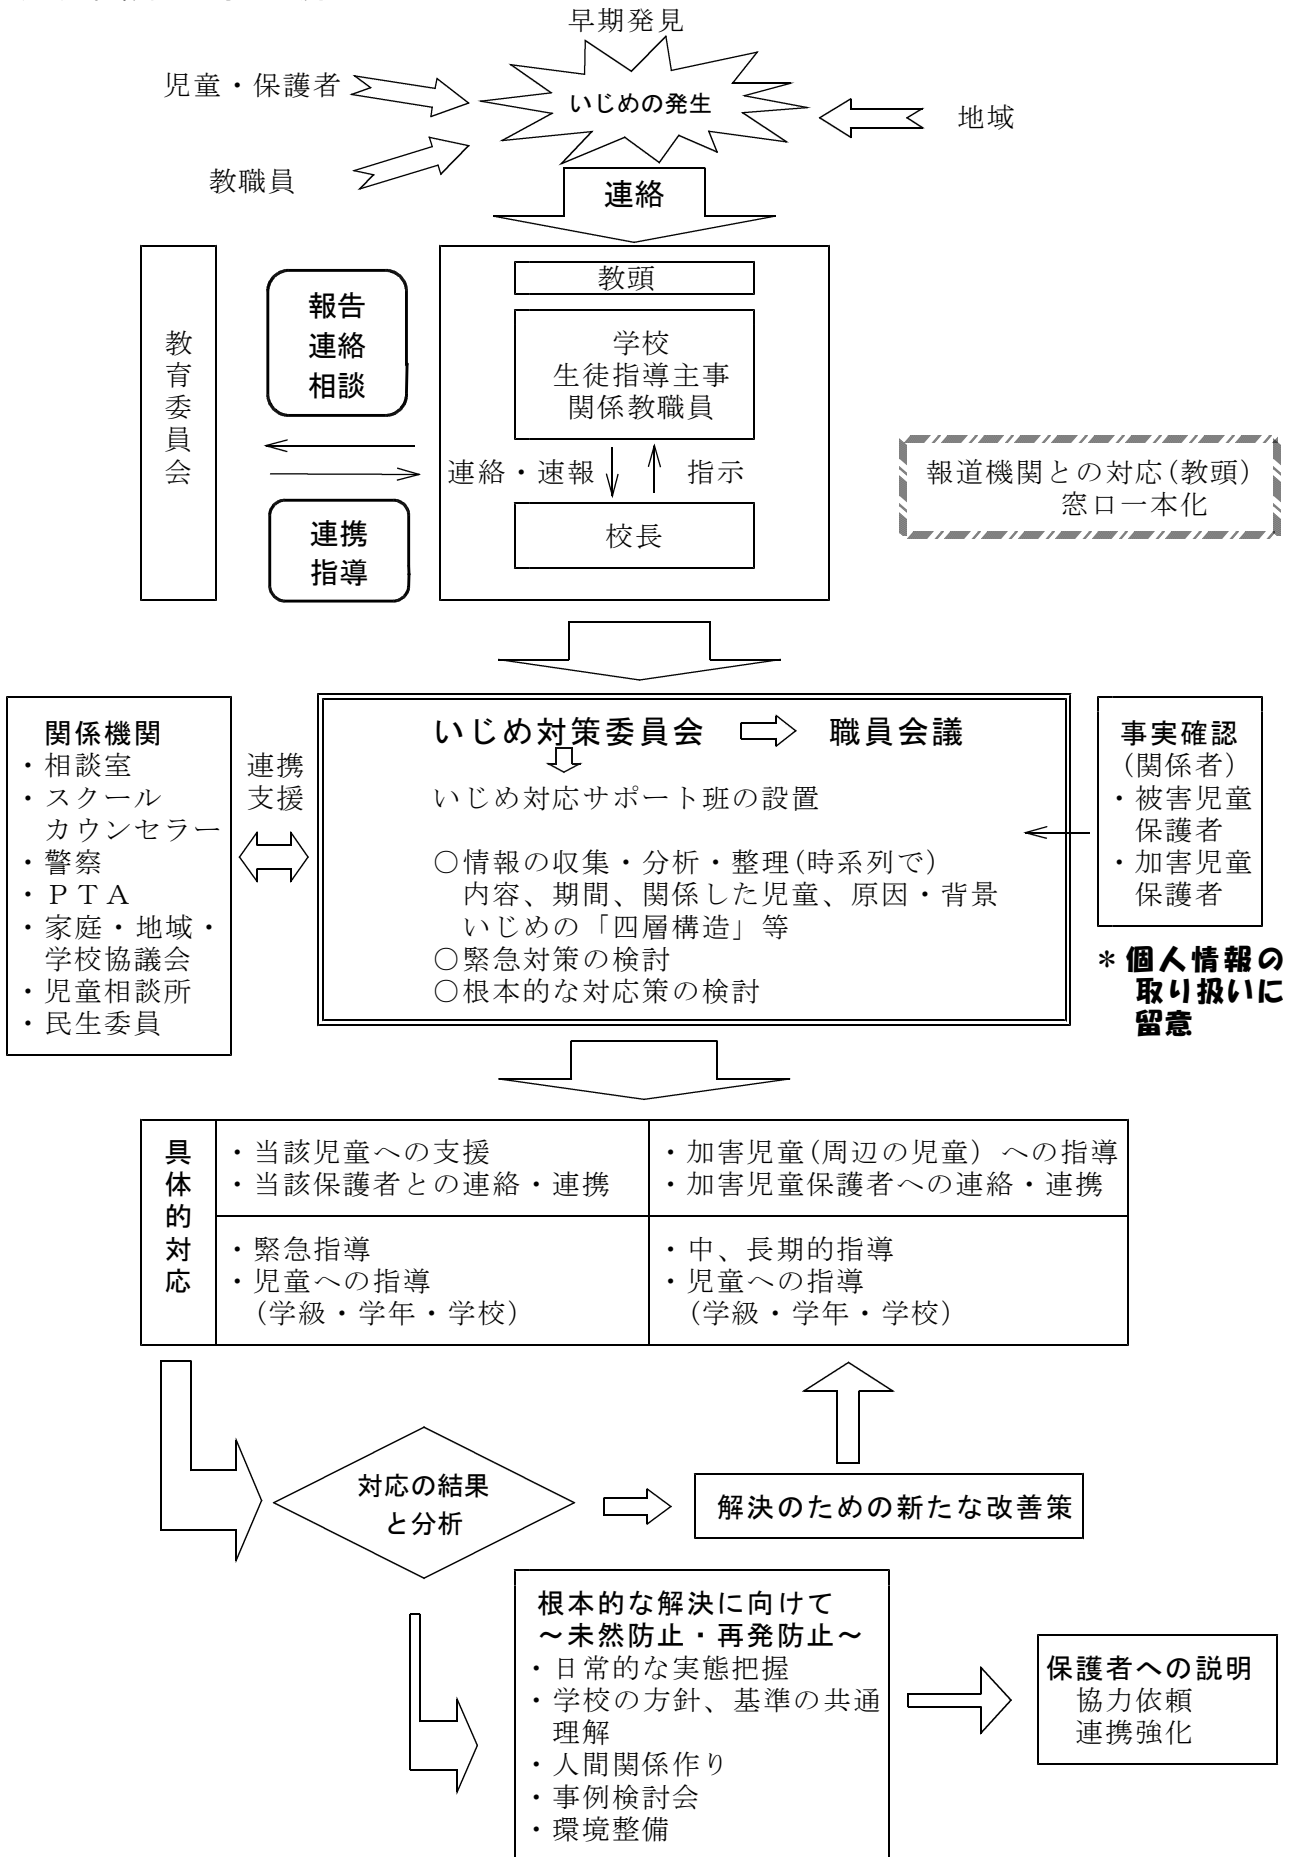 早期発見
児童・保護者
いじめの発生
地域
教職員
連絡
教育委員会
報告
連絡
相談
教頭
学校
生徒指導主事
関係教職員
連絡・速報
指示
連携
指導
校長
報道機関との対応(教頭)
窓口一本化
関係機関
・相談室
・スクール
カウンセラー
・警察
・ＰＴＡ
・家庭・地域・
学校協議会
・児童相談所
・民生委員
連携
支援
いじめ対策委員会
職員会議
いじめ対応サポート班の設置
○情報の収集・分析・整理(時系列で)
内容、期間、関係した児童、原因・背景
いじめの「四層構造」等
○緊急対策の検討
○根本的な対応策の検討
事実確認
(関係者)
・被害児童
保護者
・加害児童
保護者
＊個人情報の
取り扱いに
留意
具体的対応
・当該児童への支援
・当該保護者との連絡・連携
・加害児童(周辺の児童)への指導
・加害児童保護者への連絡・連携
・緊急指導
・児童への指導
(学級・学年・学校)
・中、長期的指導
・児童への指導
(学級・学年・学校)
対応の結果
と分析
解決のための新たな改善策
根本的な解決に向けて
～未然防止・再発防止～
・日常的な実態把握
・学校の方針、基準の共通
理解
・人間関係作り
・事例検討会
・環境整備
保護者への説明
協力依頼
連携強化